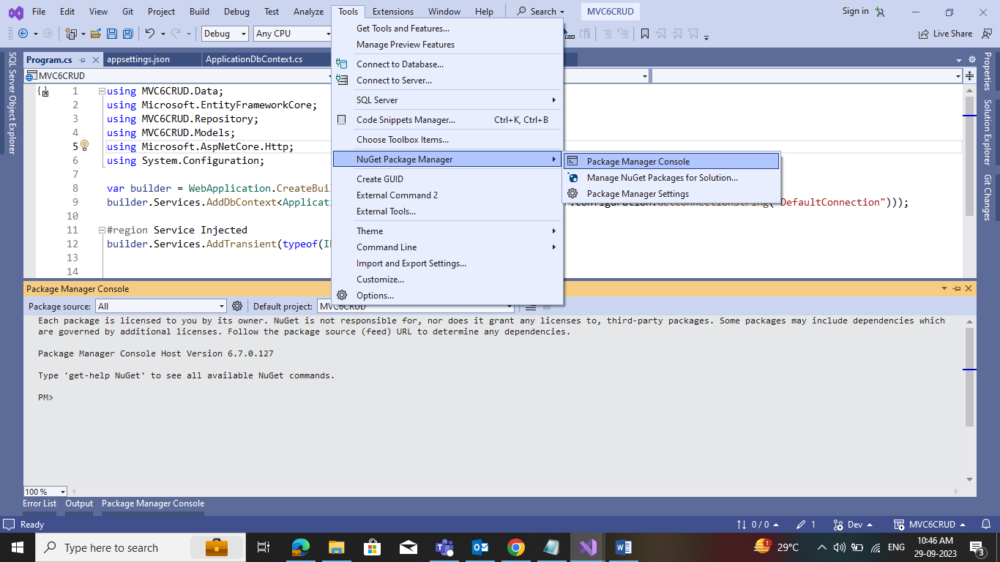 File Edit View Git Project Build Debug Test Analyze Tools Extensions Window Help Search MVC6CRUD Sign in
Debug Any CPU Live Share
Get Tools and Features...
Manage Preview Features
Connect to Database...
Connect to Server...
SQL Server
Code Snippets Manager... Ctrl+K, Ctrl+B
Choose Toolbox Items...
NuGet Package Manager
Create GUID
External Command 2
External Tools...
Theme
Command Line
Import and Export Settings...
Customize...
Options...
Package Manager Console
Manage NuGet Packages for Solution...
Package Manager Settings
SQL Server Object Explorer
Program.cs appsettings.json ApplicationDbContext.cs
MVC6CRUD
1 using MVC6CRUD.Data;
2 using Microsoft.EntityFrameworkCore;
3 using MVC6CRUD.Repository;
4 using MVC6CRUD.Models;
5 using Microsoft.AspNetCore.Http;
6 using System.Configuration;
7
8 var builder = WebApplication.CreateBui
9 builder.Services.AddDbContext<Applicati .Configuration.GetConnectionString("DefaultConnection")));
10
11 #region Service Injected
12 builder.Services.AddTransient(typeof(I
13
14
Properties
Solution Explorer
Git Changes
Package Manager Console
Package source: All Default project: MVC6CRUD
Each package is licensed to you by its owner. NuGet is not responsible for, nor does it grant any licenses to, third-party packages. Some packages may include dependencies which
are governed by additional licenses. Follow the package source (feed) URL to determine any dependencies.
Package Manager Console Host Version 6.7.0.127
Type 'get-help NuGet' to see all available NuGet commands.
PM>
100 %
Error List Output Package Manager Console
Ready 0 / 0 1 Dev MVC6CRUD
Type here to search 1 29°C ENG 10:46 AM
29-09-2023 3